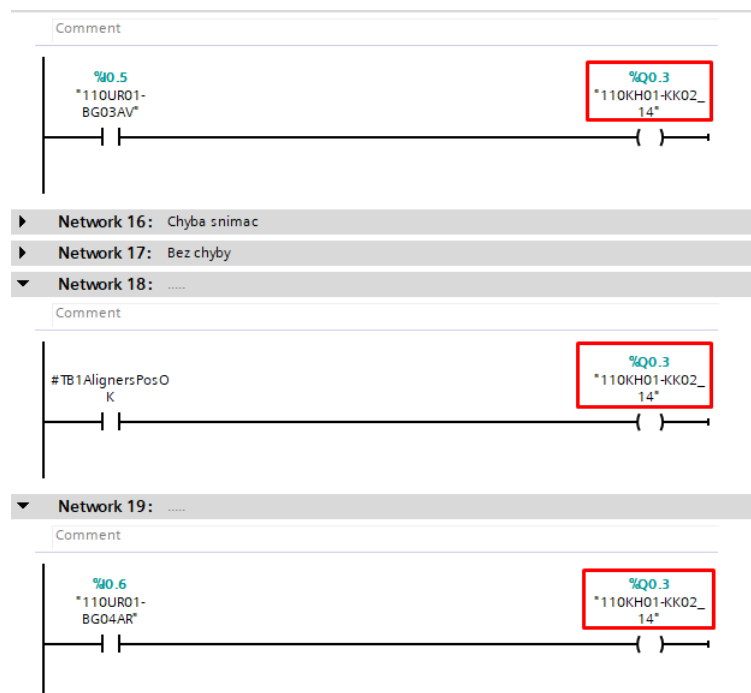 Comment
%I0.5
"110UR01-
BG03AV"
%Q0.3
"110KH01-KK02_
14"
Network 16: Chyba snimac
Network 17: Bez chyby
Network 18: .....
Comment
#TB1AlignersPosO
K
%Q0.3
"110KH01-KK02_
14"
Network 19: .....
Comment
%I0.6
"110UR01-
BG04AR"
%Q0.3
"110KH01-KK02_
14"